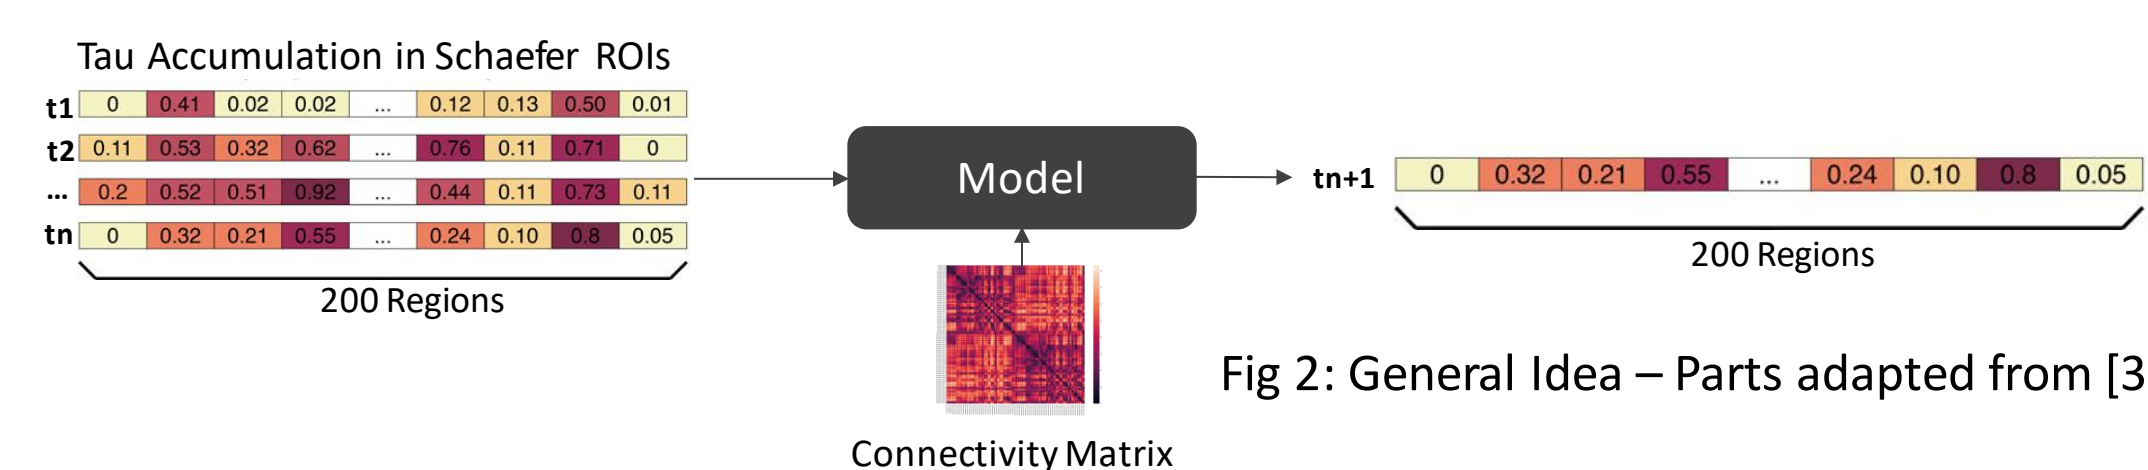 Tau Accumulation in Schaefer ROIs
t1 0 0.41 0.02 0.02 ... 0.12 0.13 0.50 0.01
t2 0.11 0.53 0.32 0.62 ... 0.76 0.11 0.71 0
... 0.2 0.52 0.51 0.92 ... 0.44 0.11 0.73 0.11
tn 0 0.32 0.21 0.55 ... 0.24 0.10 0.8 0.05
200 Regions
Model
Connectivity Matrix
tn+1 0 0.32 0.21 0.55 ... 0.24 0.10 0.8 0.05
200 Regions
Fig 2: General Idea – Parts adapted from [3